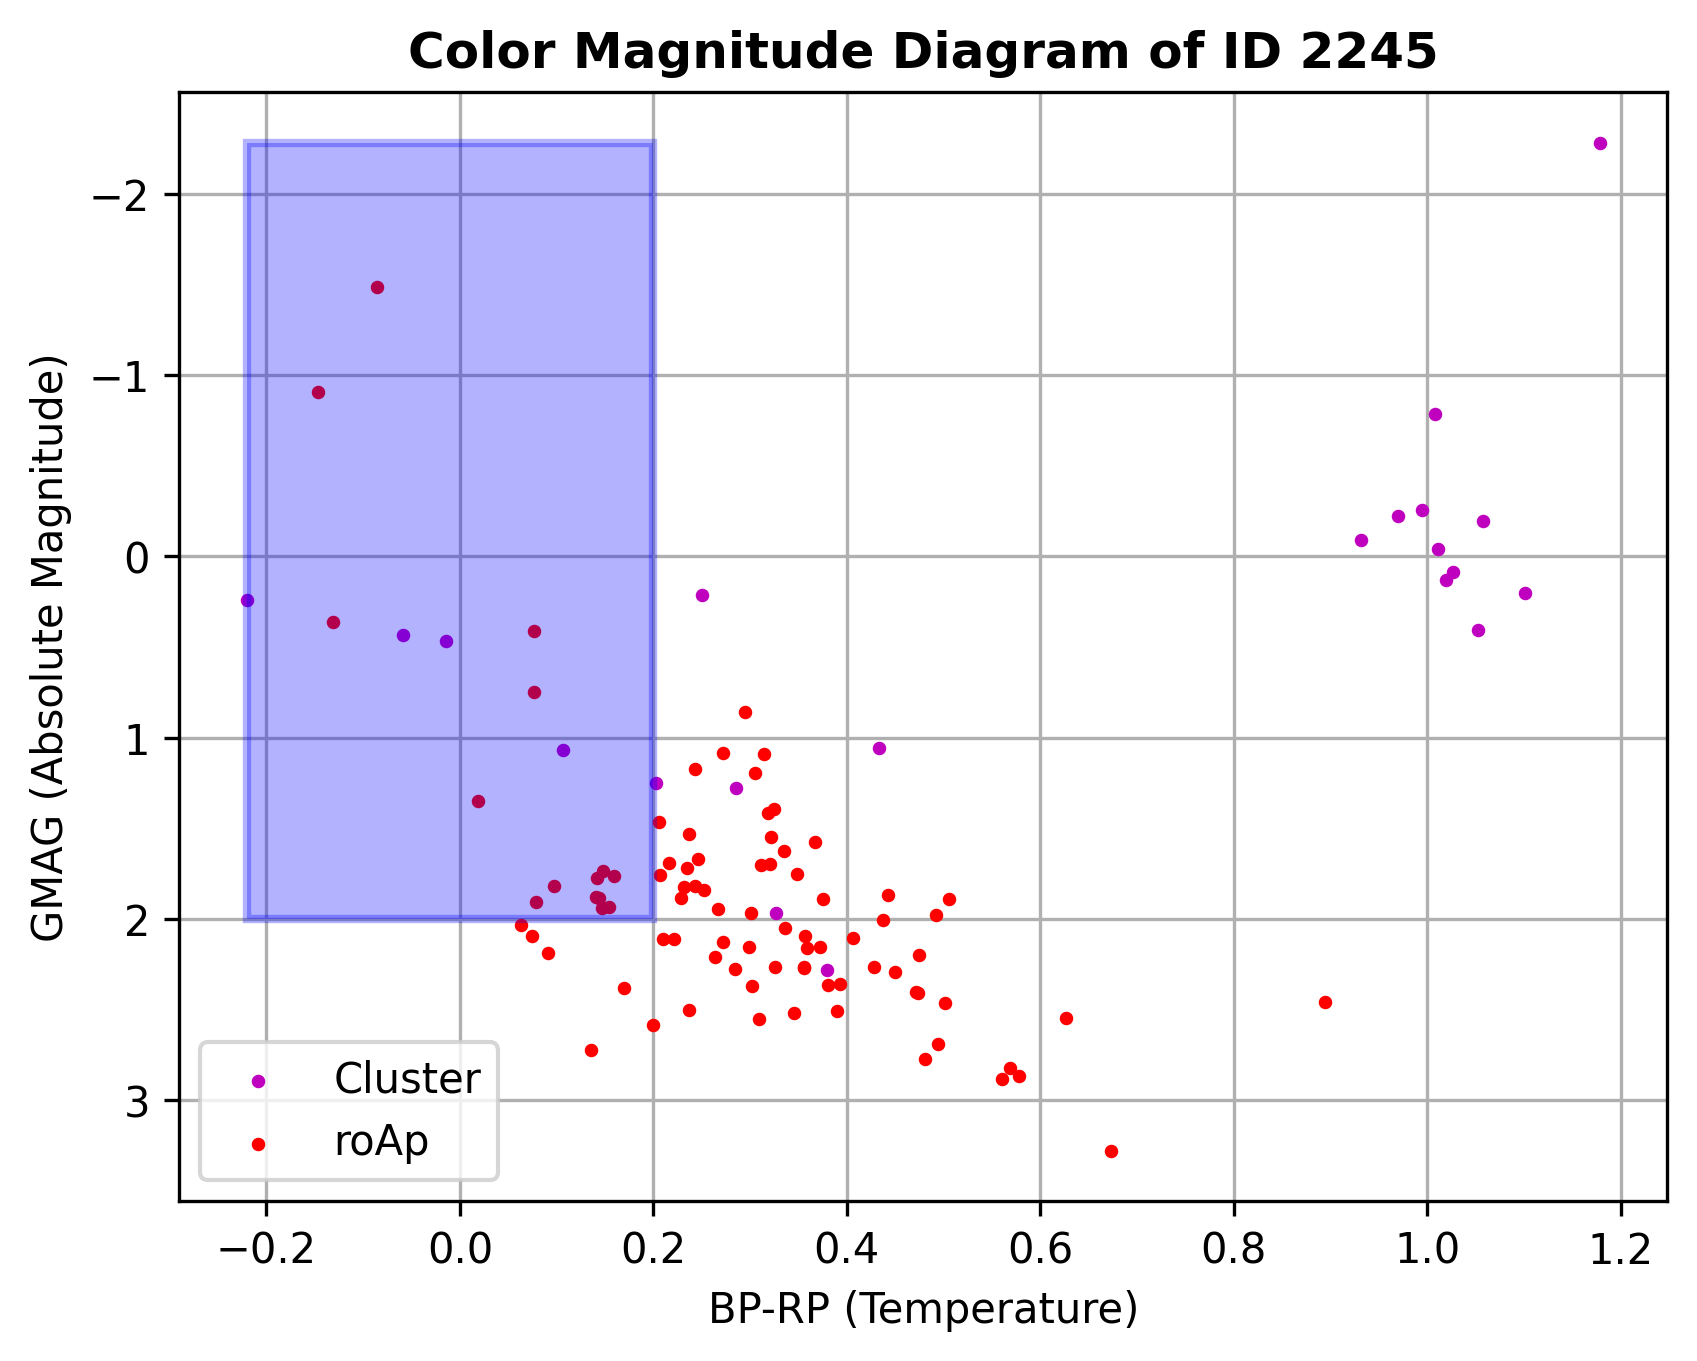 Color Magnitude Diagram of ID 2245
GMAG (Absolute Magnitude)
−2
−1
0
1
2
3
Cluster
roAp
−0.2 0.0 0.2 0.4 0.6 0.8 1.0 1.2
BP-RP (Temperature)